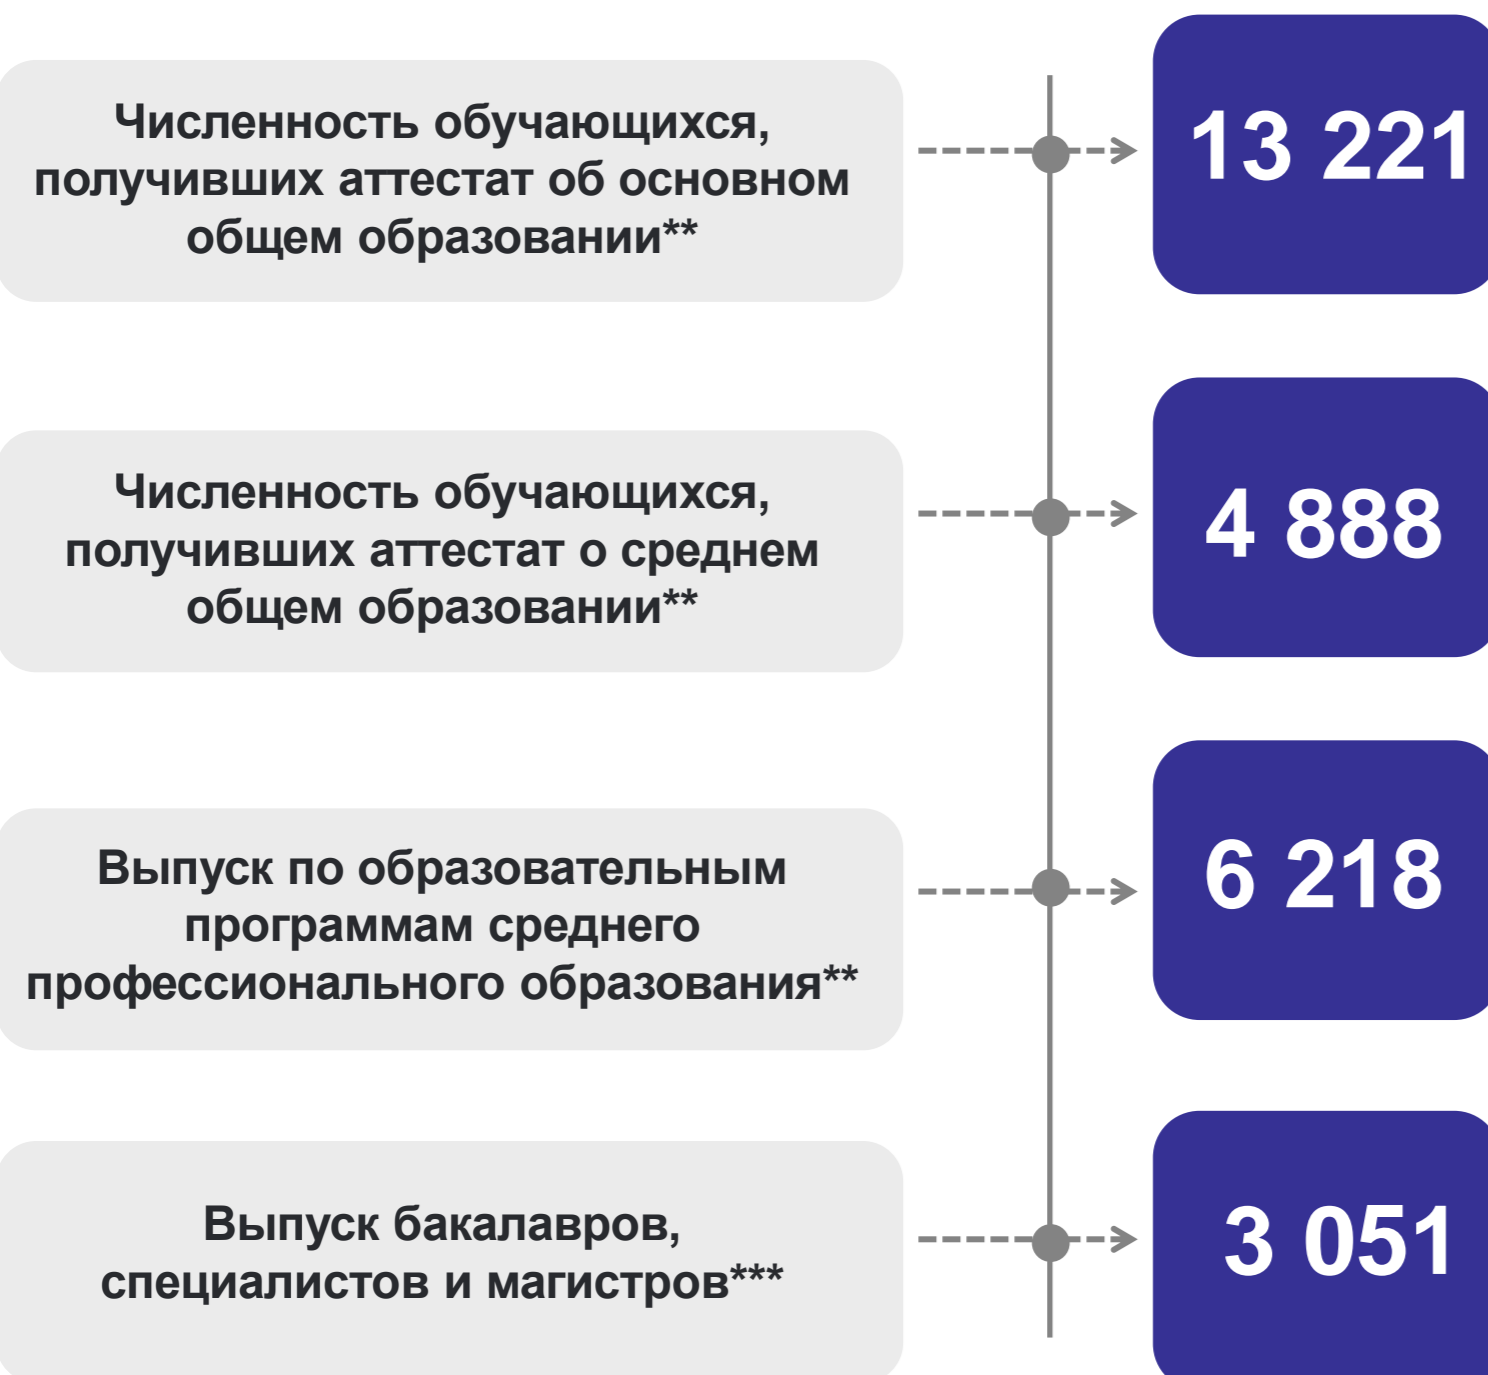 Численность обучающихся,
получивших аттестат об основном
общем образовании**
13 221
Численность обучающихся,
получивших аттестат о среднем
общем образовании**
4 888
Выпуск по образовательным
программам среднего
профессионального образования**
6 218
Выпуск бакалавров,
специалистов и магистров***
3 051